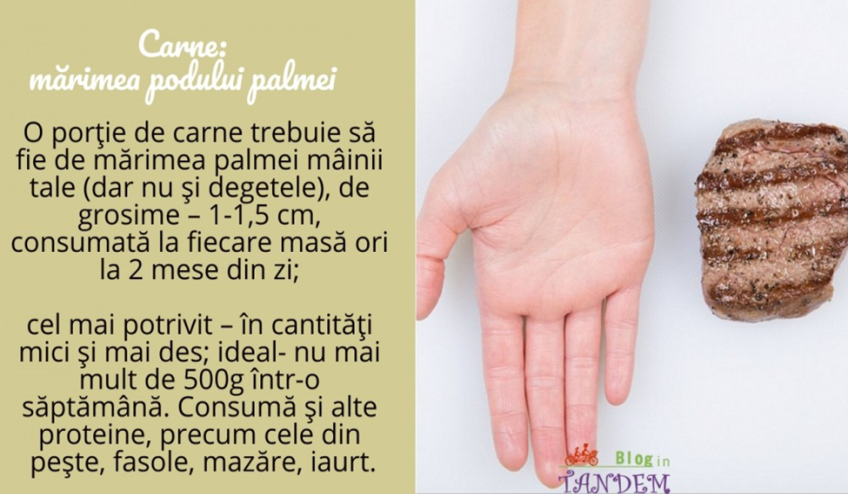 Carne:
mărimea podului palmei
O porţie de carne trebuie să
fie de mărimea palmei mâinii
tale (dar nu şi degetele), de
grosime – 1-1,5 cm,
consumată la fiecare masă ori
la 2 mese din zi;
cel mai potrivit – în cantităţi
mici şi mai des; ideal- nu mai
mult de 500g într-o
săptămână. Consumă şi alte
proteine, precum cele din
peşte, fasole, mazăre, iaurt.
Blog in
TANDEM